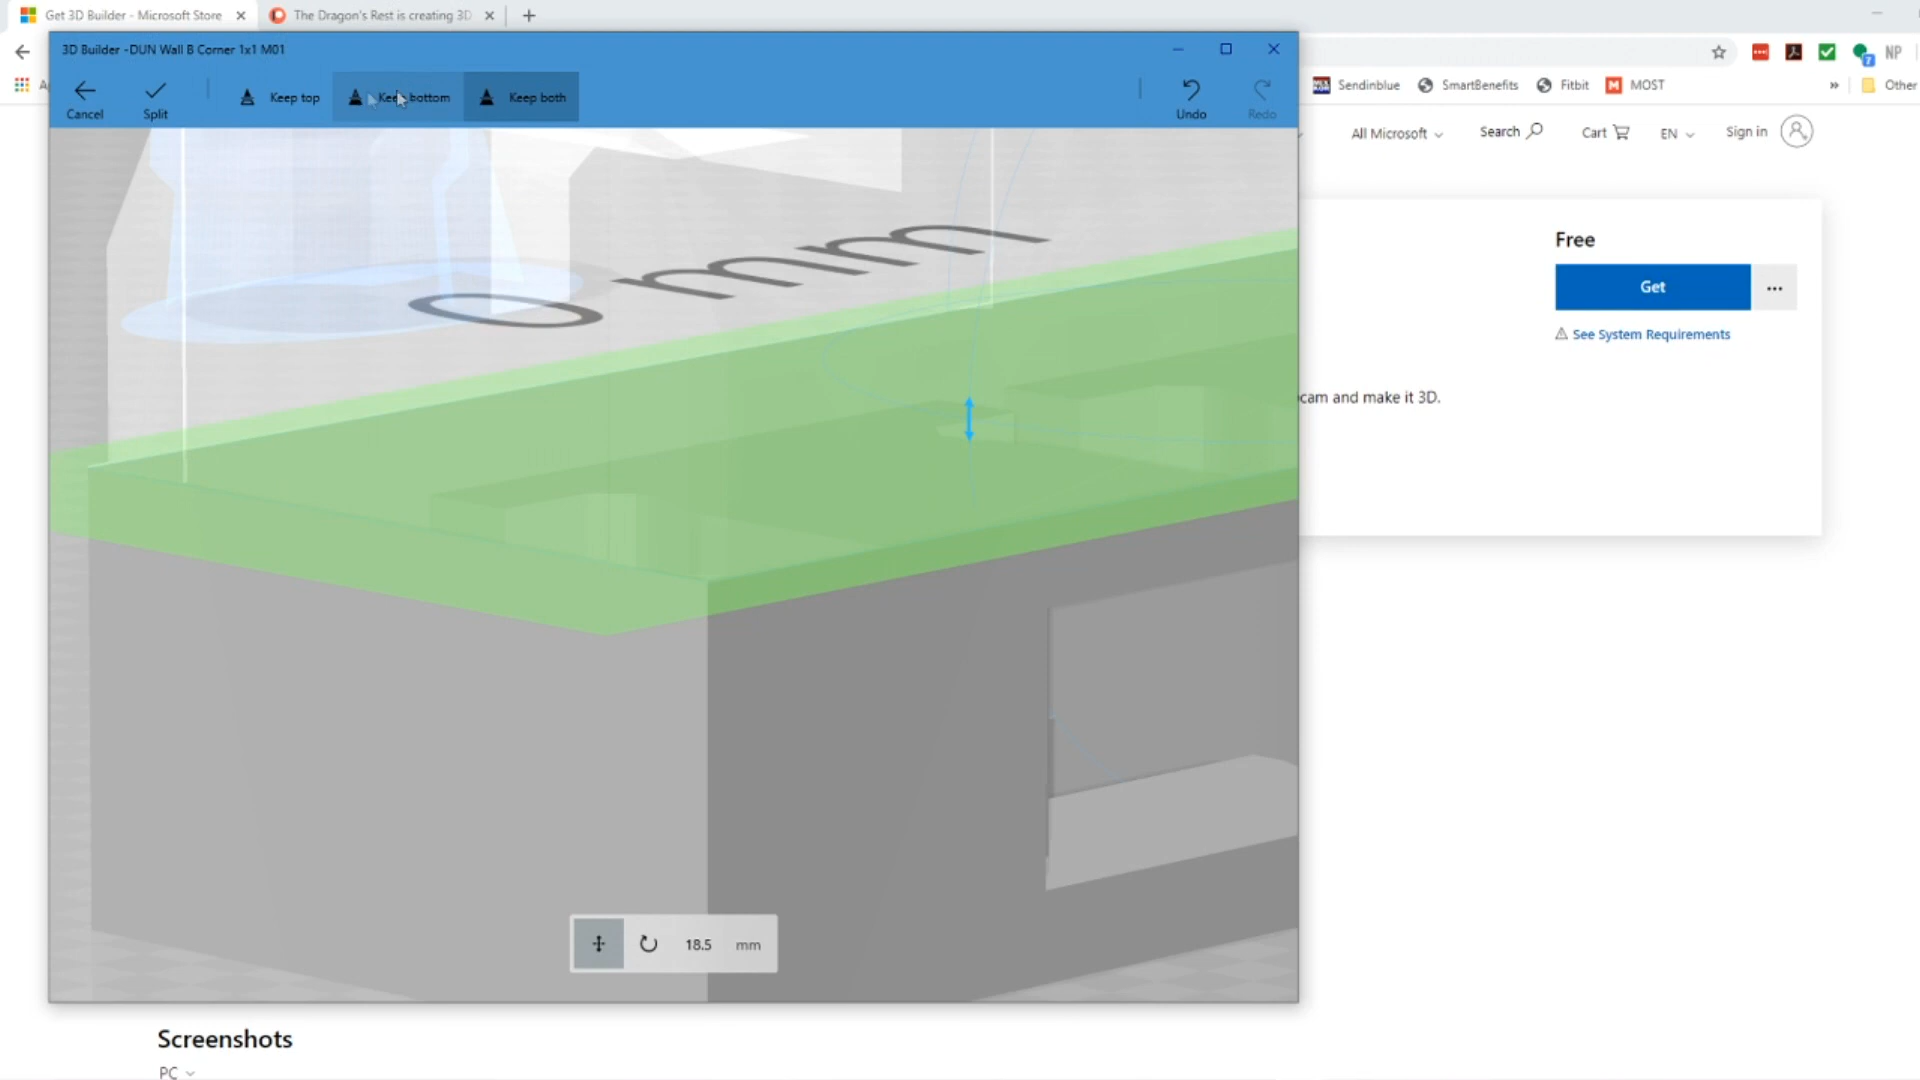 Get 3D Builder - Microsoft Store
The Dragon's Rest is creating 3D
3D Builder -DUN Wall B Corner 1x1 M01
NP
Cancel
Split
Keep top
Keep bottom
Keep both
Undo
Redo
Sendinblue
SmartBenefits
Fitbit
MOST
Other
All Microsoft
Search
Cart
EN
Sign in
0 mm
Free
Get
See System Requirements
cam and make it 3D.
18.5 mm
Screenshots
PC